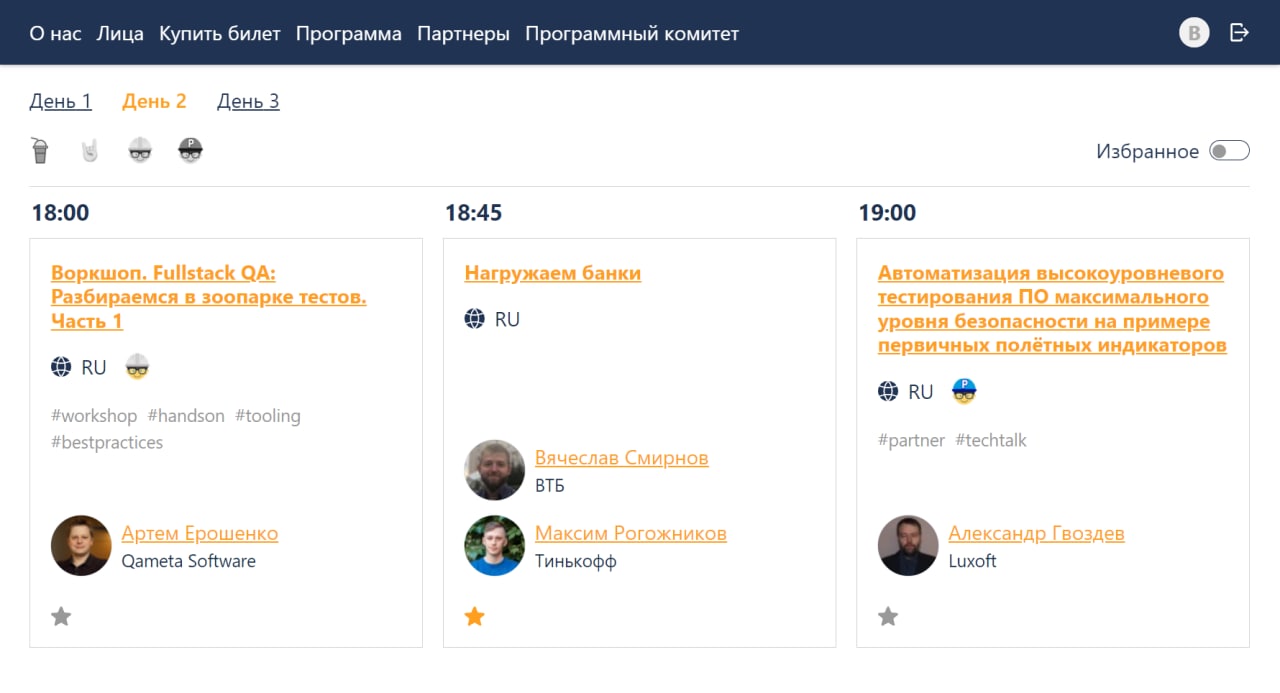 О нас Лица Купить билет Программа Партнеры Программный комитет B
День 1 День 2 День 3
Избранное
18:00
Воркшоп. Fullstack QA:
Разбираемся в зоопарке тестов.
Часть 1
RU
#workshop #handson #tooling
#bestpractices
Артем Ерошенко
Qameta Software
18:45
Нагружаем банки
RU
Вячеслав Смирнов
ВТБ
Максим Рогожников
Тинькофф
19:00
Автоматизация высокоуровневого
тестирования ПО максимального
уровня безопасности на примере
первичных полётных индикаторов
RU
P
#partner #techtalk
Александр Гвоздев
Luxoft